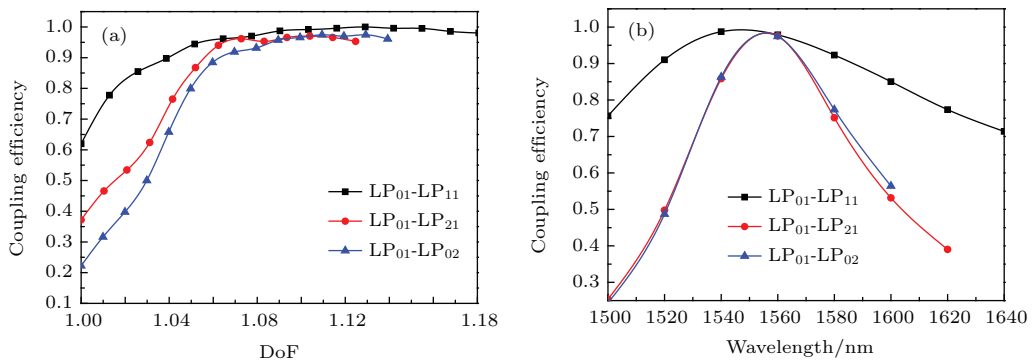 (a)
Coupling efficiency
1.0
0.9
0.8
0.7
0.6
0.5
0.4
0.3
0.2
0.1
LP01-LP11
LP01-LP21
LP01-LP02
1.00 1.04 1.08 1.12 1.18
DoF
(b)
Coupling efficiency
1.0
0.9
0.8
0.7
0.6
0.5
0.4
0.3
LP01-LP11
LP01-LP21
LP01-LP02
1500 1520 1540 1560 1580 1600 1620 1640
Wavelength/nm